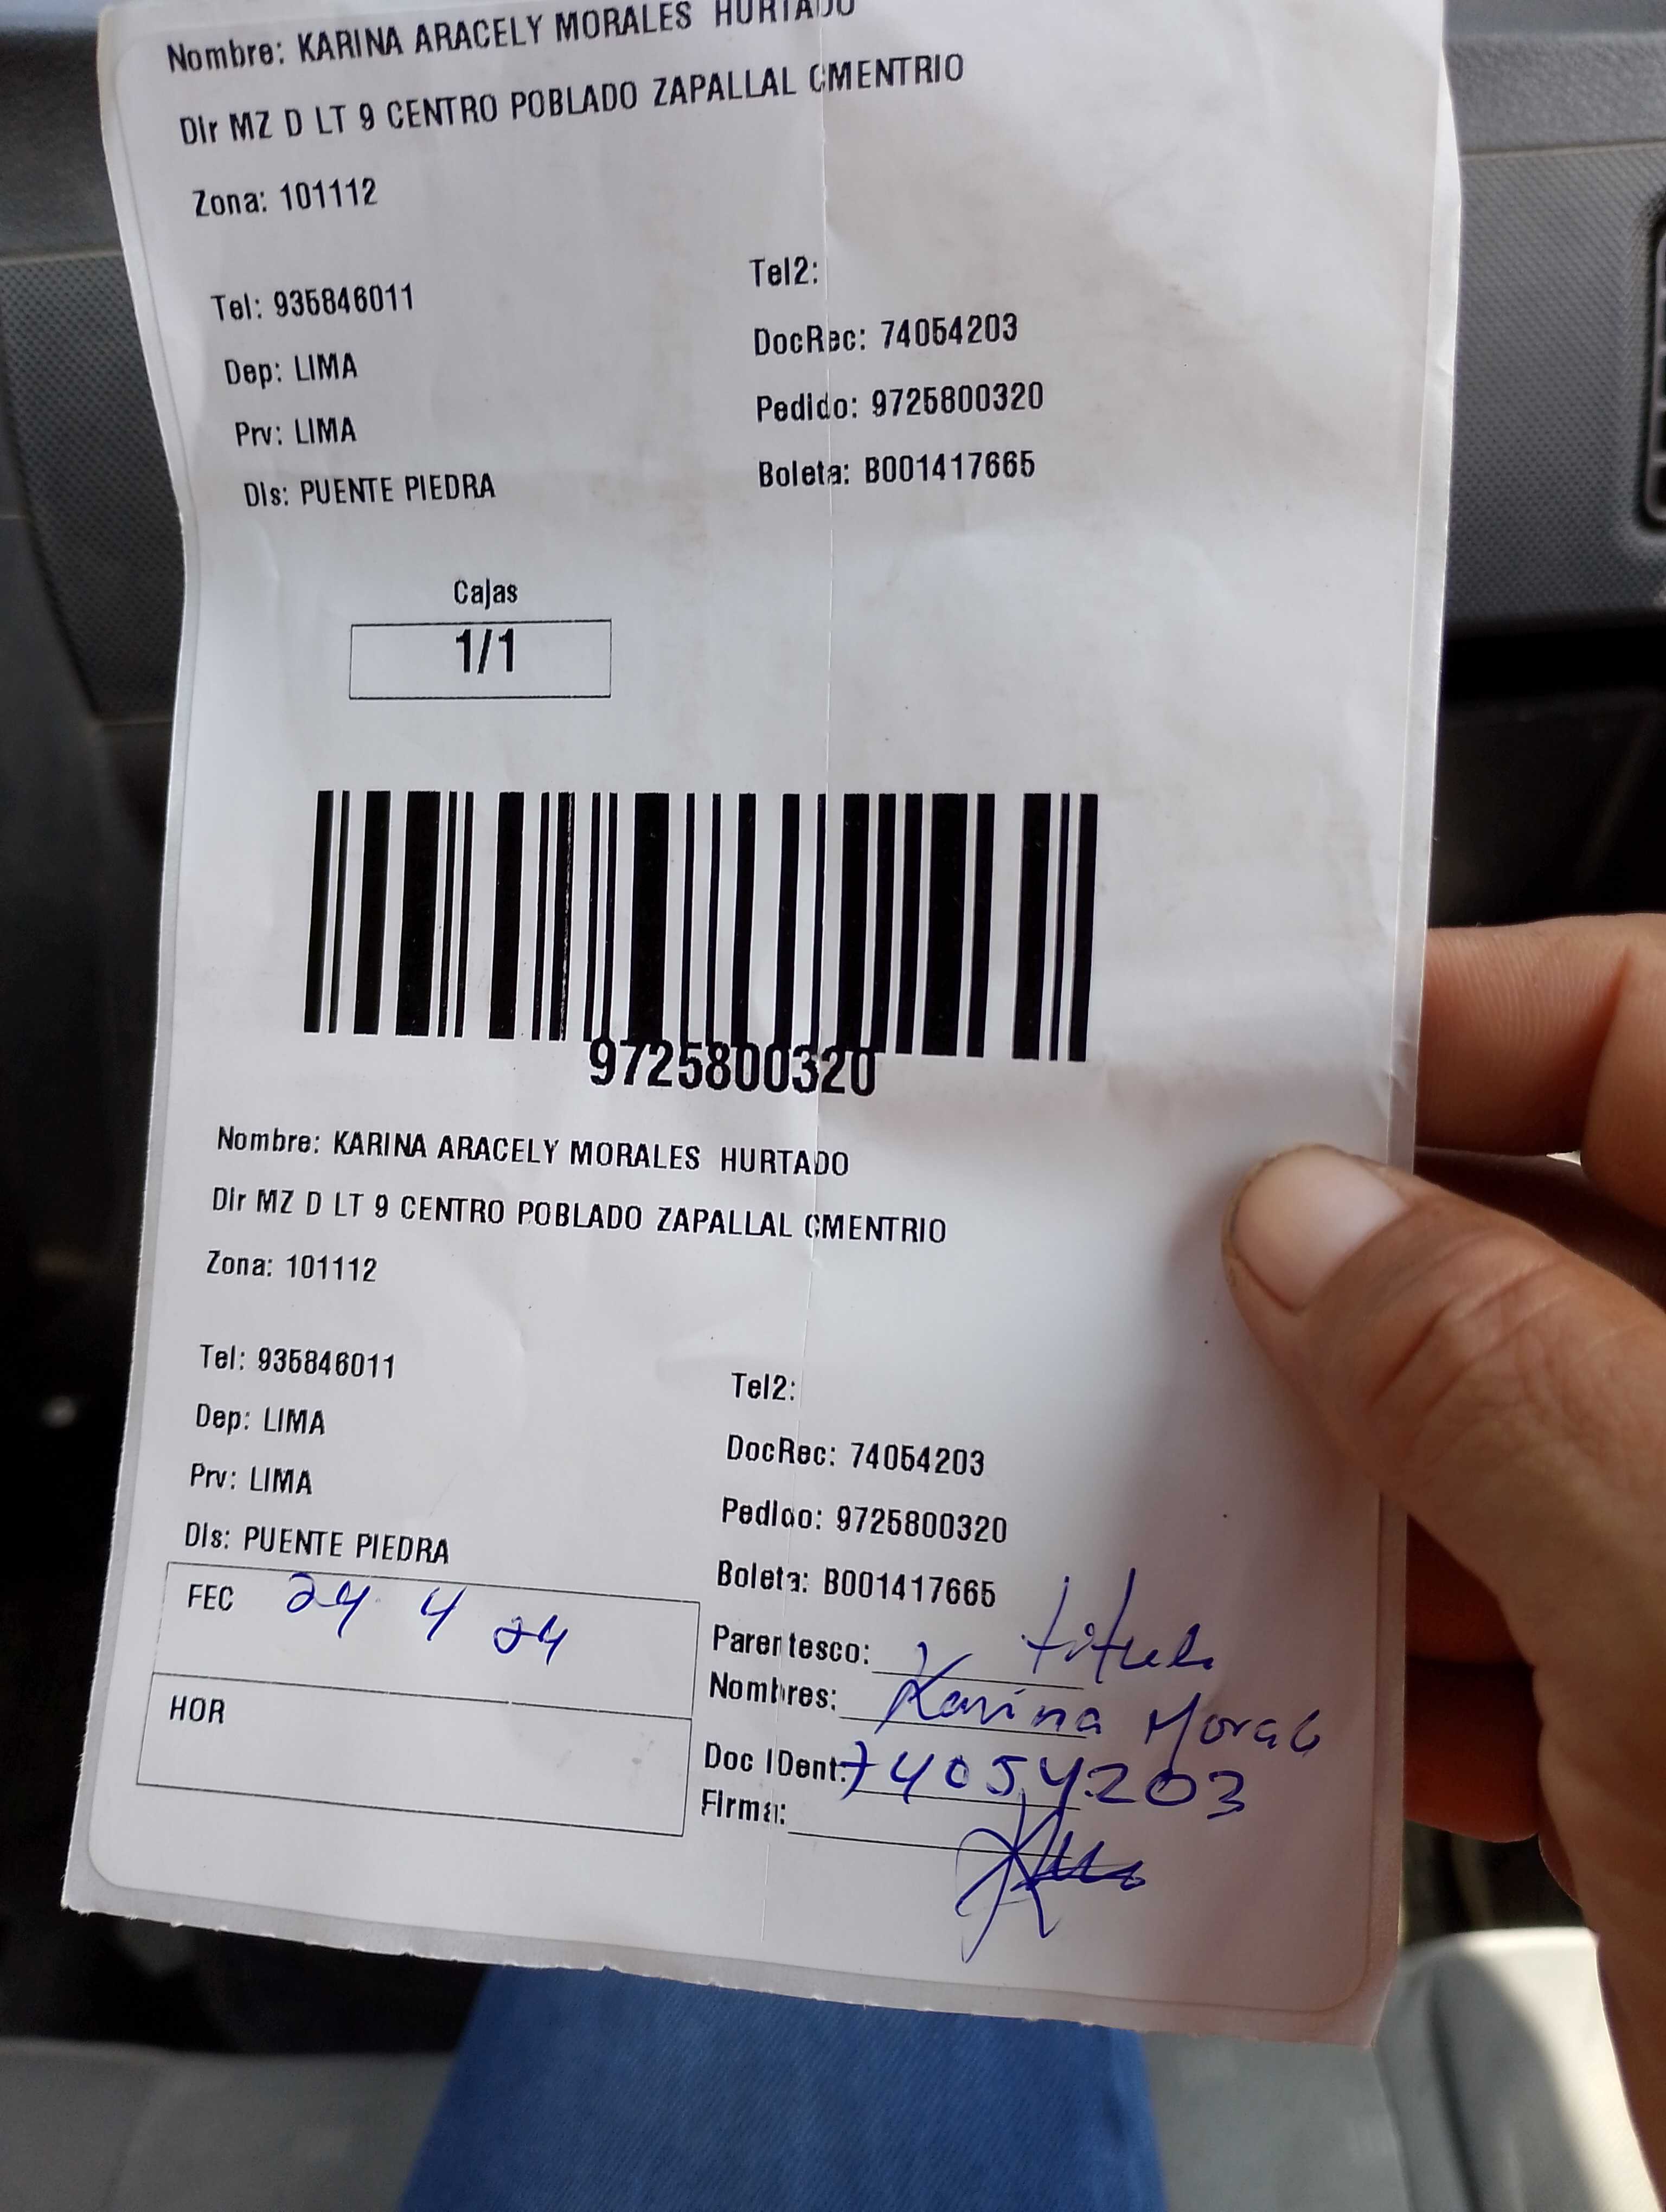 Nombre: KARINA ARACELY MORALES HURTADO
Dir MZ D LT 9 CENTRO POBLADO ZAPALLAL CMENTRIO
Zona: 101112
Tel: 935846011
Tel2:
DocRec: 74054203
Dep: LIMA
Pedido: 9725800320
Prv: LIMA
Boleta: B001417665
Dis: PUENTE PIEDRA
Cajas
1/1
9725800320
Nombre: KARINA ARACELY MORALES HURTADO
Dir MZ D LT 9 CENTRO POBLADO ZAPALLAL CMENTRIO
Zona: 101112
Tel: 935846011
Tel2:
Dep: LIMA
DocRec: 74054203
Prv: LIMA
Pedido: 9725800320
Dis: PUENTE PIEDRA
Boleta: B001417665
FEC 24 4 24
Parentesco: titular
Nombres: Karina Morales
HOR
Doc IDent: 74054203
Firma: